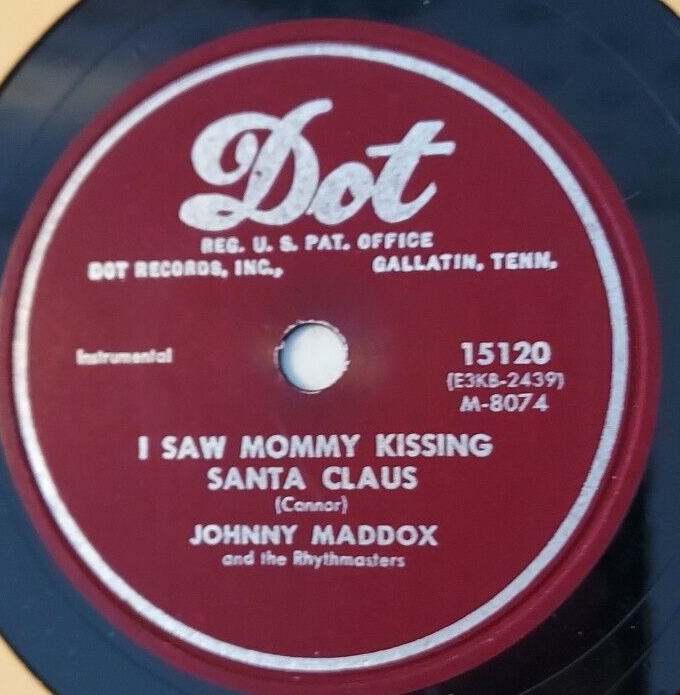 Dot
REG. U. S. PAT. OFFICE
DOT RECORDS, INC., GALLATIN, TENN.
Instrumental
15120
(E3KB-2439)
M-8074
I SAW MOMMY KISSING
SANTA CLAUS
(Connor)
JOHNNY MADDOX
and the Rhythmasters